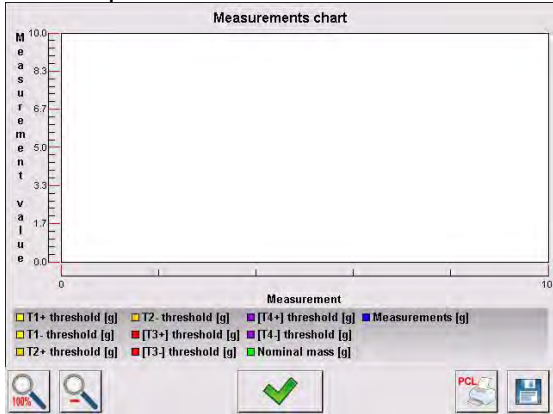 Measurements chart
Measurement value
10.0
8.3
6.7
5.0
3.3
1.7
0.0
0
10
Measurement
T1+ threshold [g] T2- threshold [g] [T4+] threshold [g] Measurements [g]
T1- threshold [g] [T3+] threshold [g] [T4-] threshold [g]
T2+ threshold [g] [T3-] threshold [g] Nominal mass [g]
100%
PCL